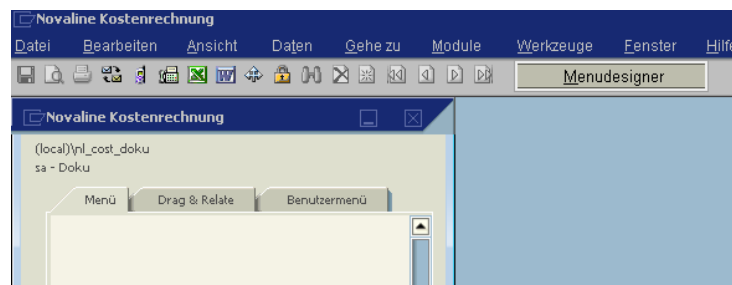 Novaline Kostenrechnung
Datei Bearbeiten Ansicht Daten Gehe zu Module Werkzeuge Fenster Hilfe
Menudesigner
Novaline Kostenrechnung
(local)\nl_cost_doku
sa - Doku
Menü Drag & Relate Benutzermenü